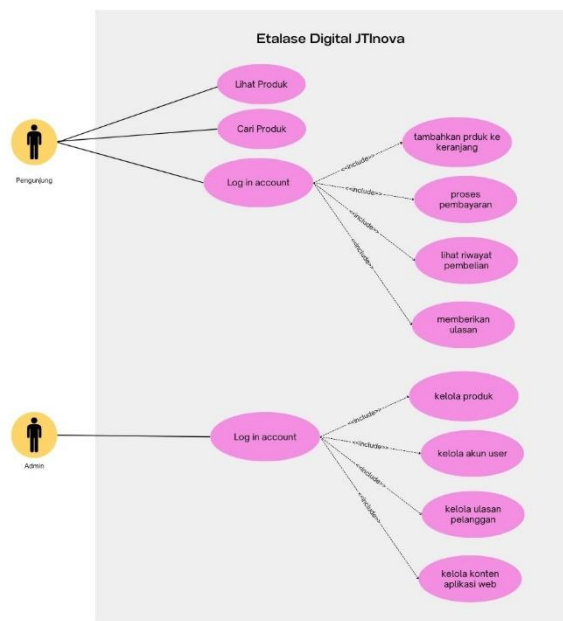 Etalase Digital JTInova
Lihat Produk
Cari Produk
Pengunjung
Log in account
<<include>>
<<include>>
<<include>>
<<include>>
tambahkan prduk ke
keranjang
proses
pembayaran
lihat riwayat
pembelian
memberikan
ulasan
Admin
Log in account
<<include>>
<<include>>
<<include>>
<<include>>
kelola produk
kelola akun user
kelola ulasan
pelanggan
kelola konten
aplikasi web